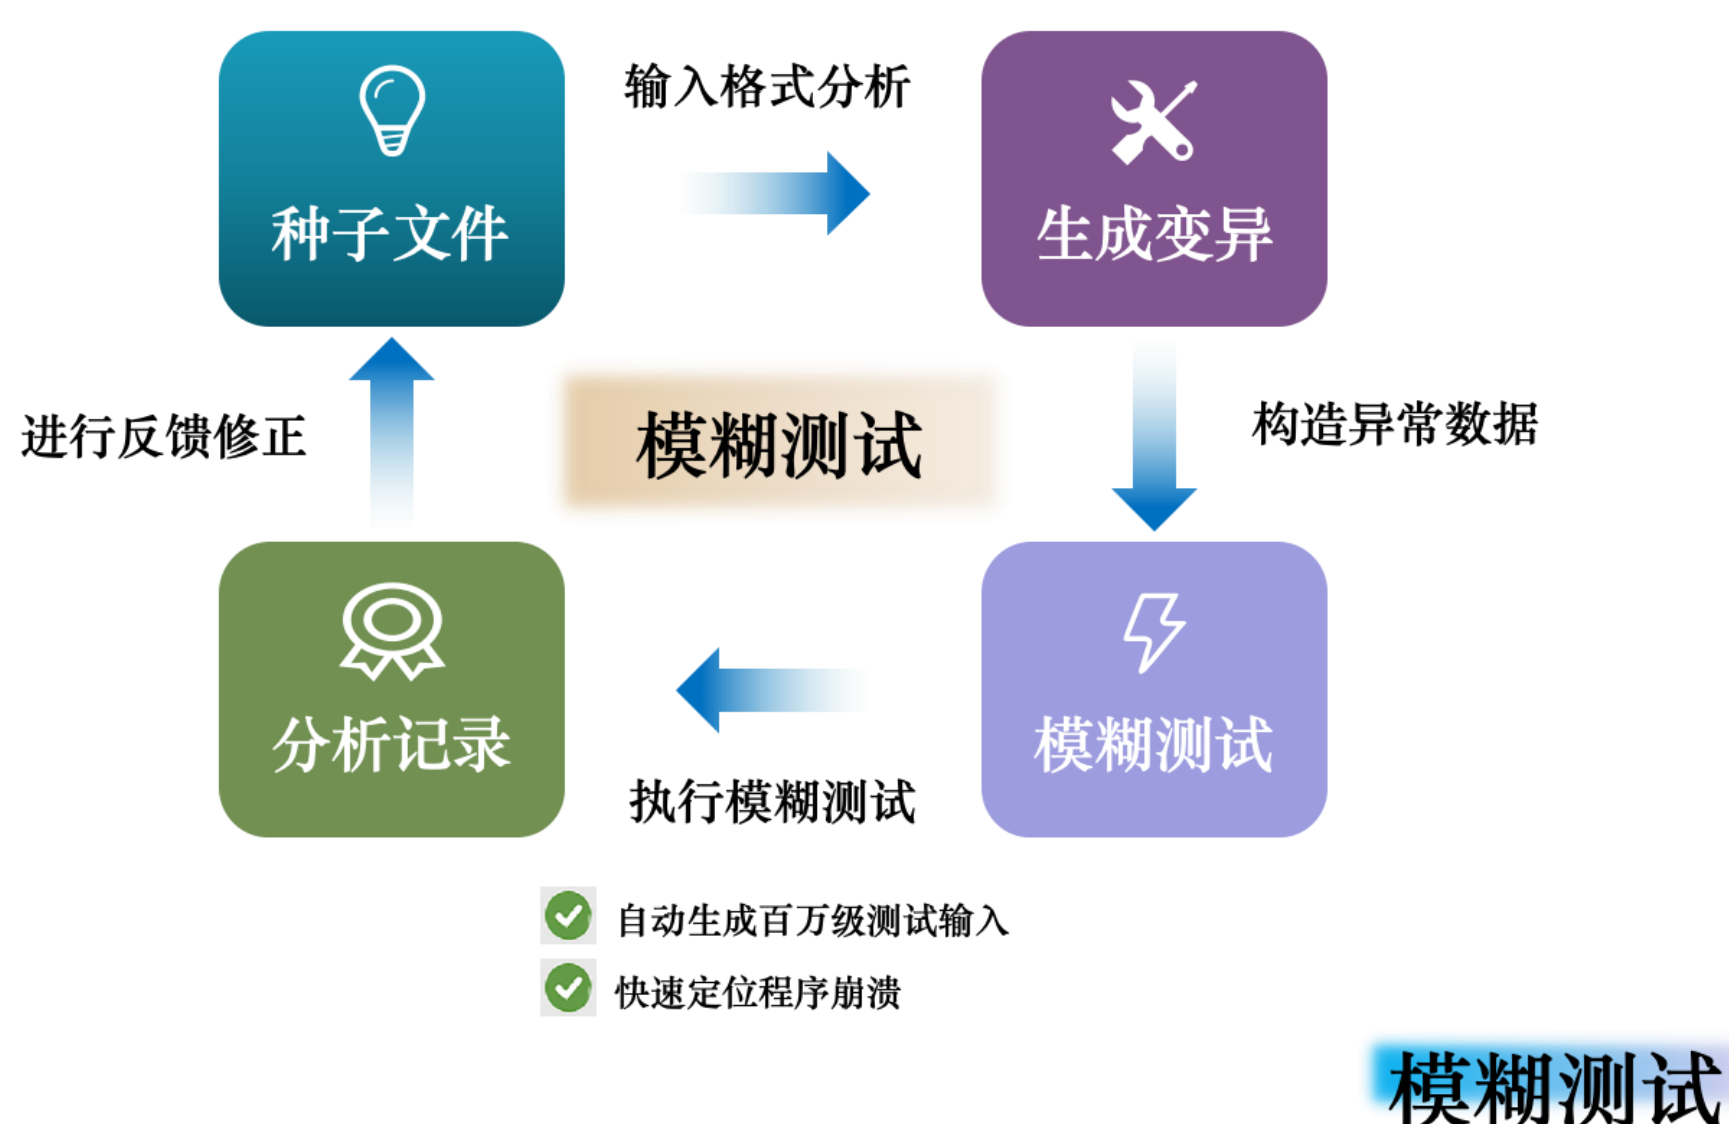 输入格式分析
种子文件
生成变异
进行反馈修正
模糊测试
构造异常数据
分析记录
模糊测试
执行模糊测试
自动生成百万级测试输入
快速定位程序崩溃
模糊测试